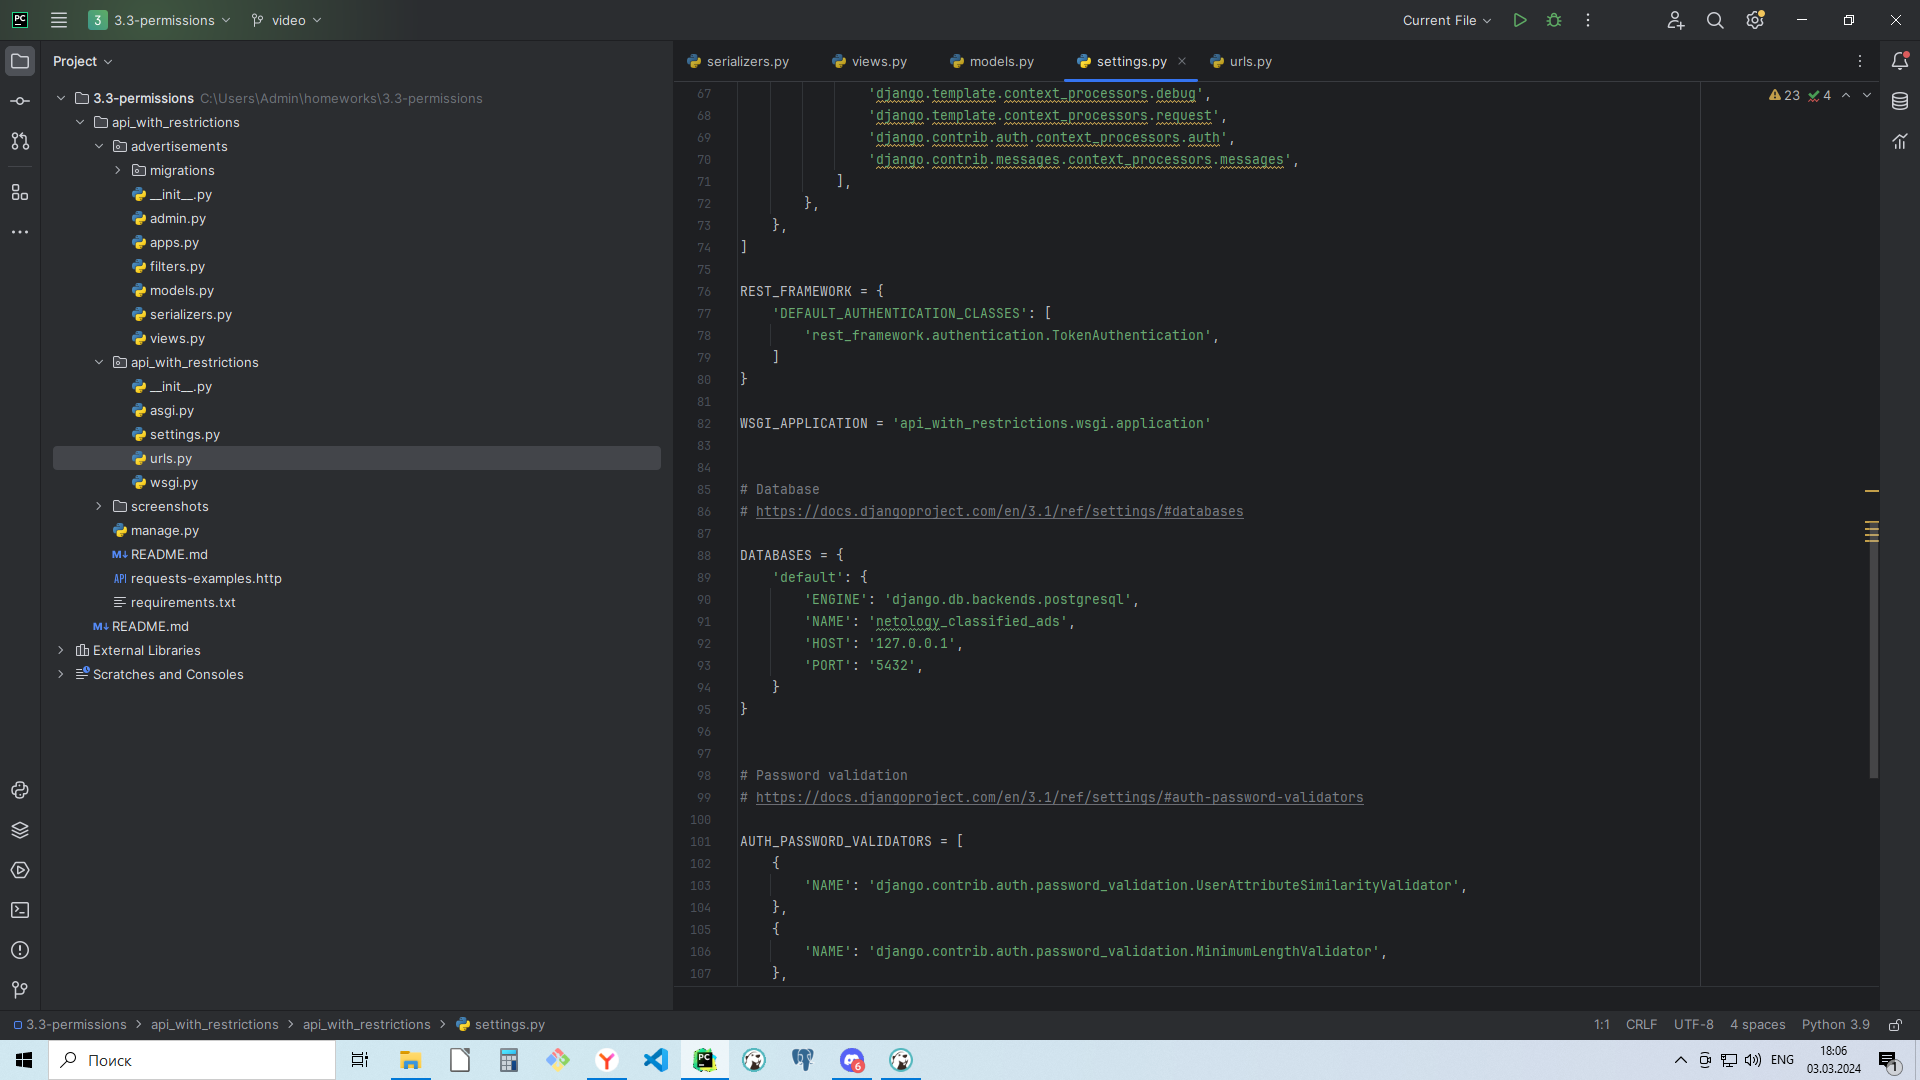 3 3.3-permissions video Current File
Project
serializers.py views.py models.py settings.py urls.py
3.3-permissions C:\Users\Admin\homeworks\3.3-permissions
api_with_restrictions
advertisements
migrations
__init__.py
admin.py
apps.py
filters.py
models.py
serializers.py
views.py
api_with_restrictions
__init__.py
asgi.py
settings.py
urls.py
wsgi.py
screenshots
manage.py
M↓ README.md
API requests-examples.http
requirements.txt
M↓ README.md
External Libraries
Scratches and Consoles
23 4
67 'django.template.context_processors.debug',
68 'django.template.context_processors.request',
69 'django.contrib.auth.context_processors.auth',
70 'django.contrib.messages.context_processors.messages',
71 ],
72 },
73 },
74 ]
75
76 REST_FRAMEWORK = {
77 'DEFAULT_AUTHENTICATION_CLASSES': [
78 'rest_framework.authentication.TokenAuthentication',
79 ]
80 }
81
82 WSGI_APPLICATION = 'api_with_restrictions.wsgi.application'
83
84
85 # Database
86 # https://docs.djangoproject.com/en/3.1/ref/settings/#databases
87
88 DATABASES = {
89 'default': {
90 'ENGINE': 'django.db.backends.postgresql',
91 'NAME': 'netology_classified_ads',
92 'HOST': '127.0.0.1',
93 'PORT': '5432',
94 }
95 }
96
97
98 # Password validation
99 # https://docs.djangoproject.com/en/3.1/ref/settings/#auth-password-validators
100
101 AUTH_PASSWORD_VALIDATORS = [
102 {
103 'NAME': 'django.contrib.auth.password_validation.UserAttributeSimilarityValidator',
104 },
105 {
106 'NAME': 'django.contrib.auth.password_validation.MinimumLengthValidator',
107 },
3.3-permissions > api_with_restrictions > api_with_restrictions > settings.py 1:1 CRLF UTF-8 4 spaces Python 3.9
Поиск
ENG
18:06
03.03.2024
6
1